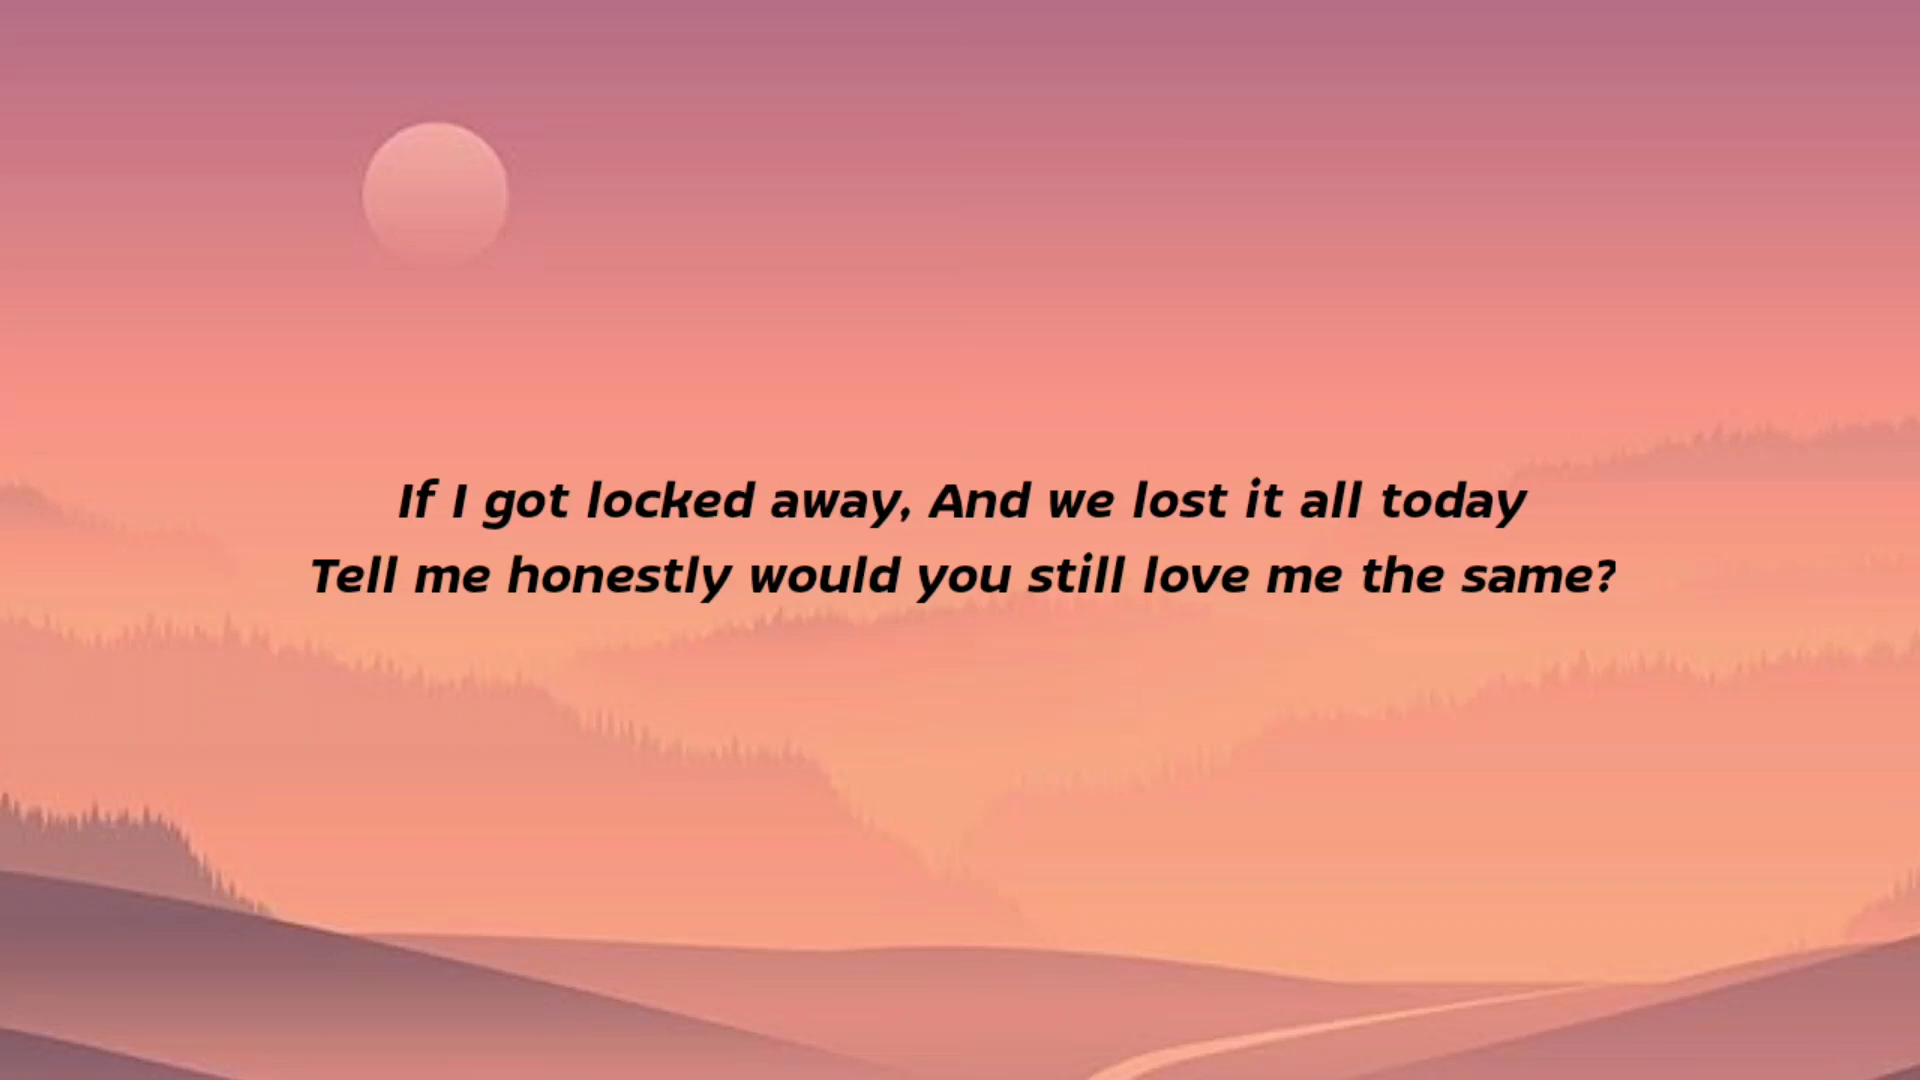 If I got locked away, And we lost it all today
Tell me honestly would you still love me the same?